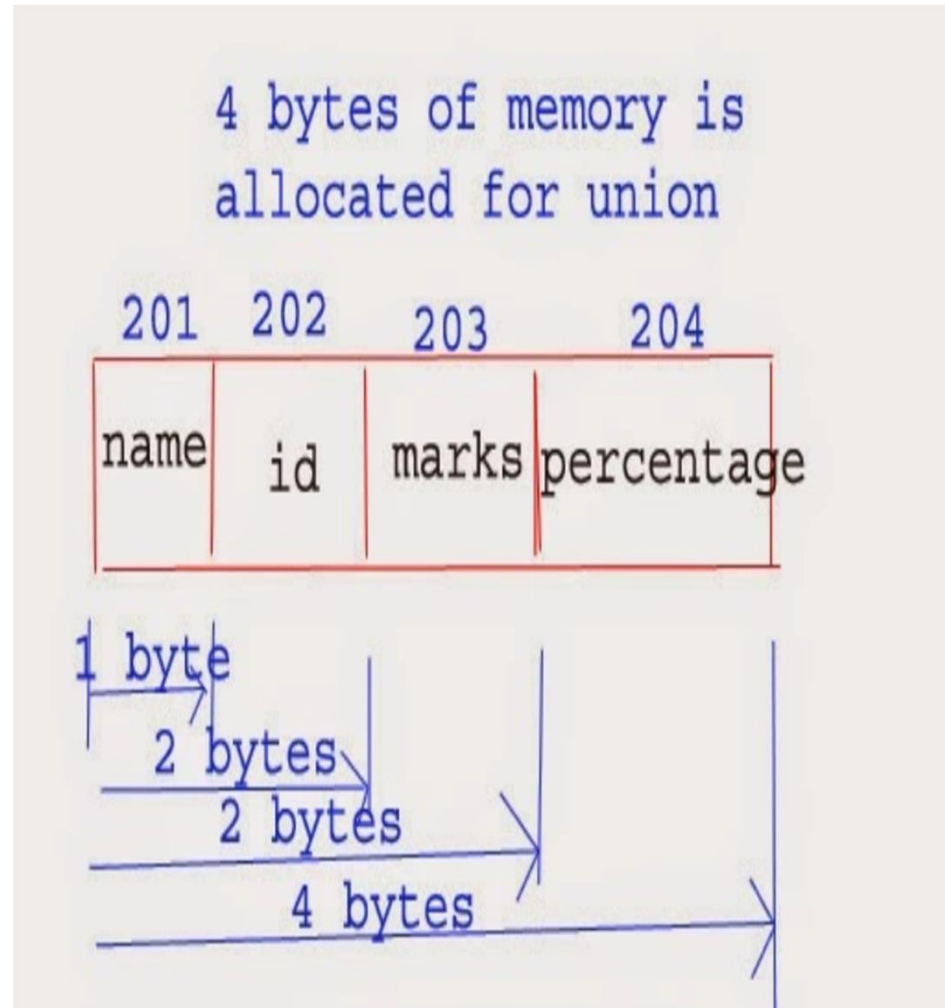 4 bytes of memory is
allocated for union
201 202 203 204
name id marks percentage
1 byte
2 bytes
2 bytes
4 bytes